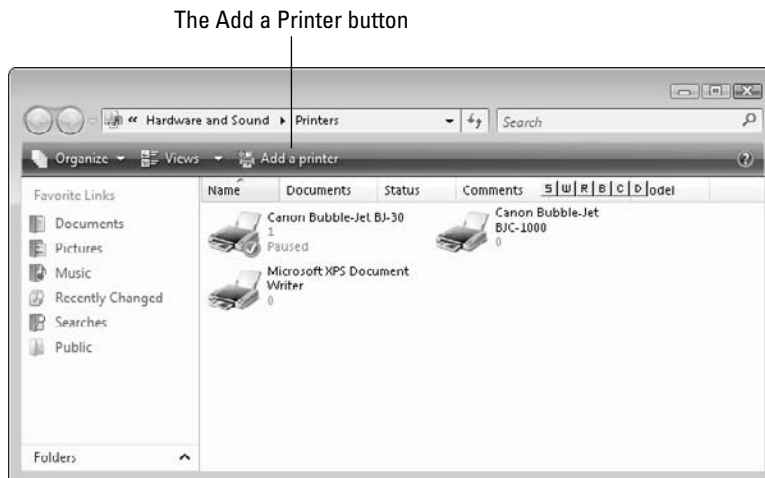 The Add a Printer button
« Hardware and Sound ▸ Printers
Search
Organize
Views
Add a printer
?
Favorite Links
Documents
Pictures
Music
Recently Changed
Searches
Public
Folders
Name Documents Status Comments S W R B C D odel
Canon Bubble-Jet BJ-30
1
Paused
Canon Bubble-Jet
BJC-1000
0
Microsoft XPS Document
Writer
0